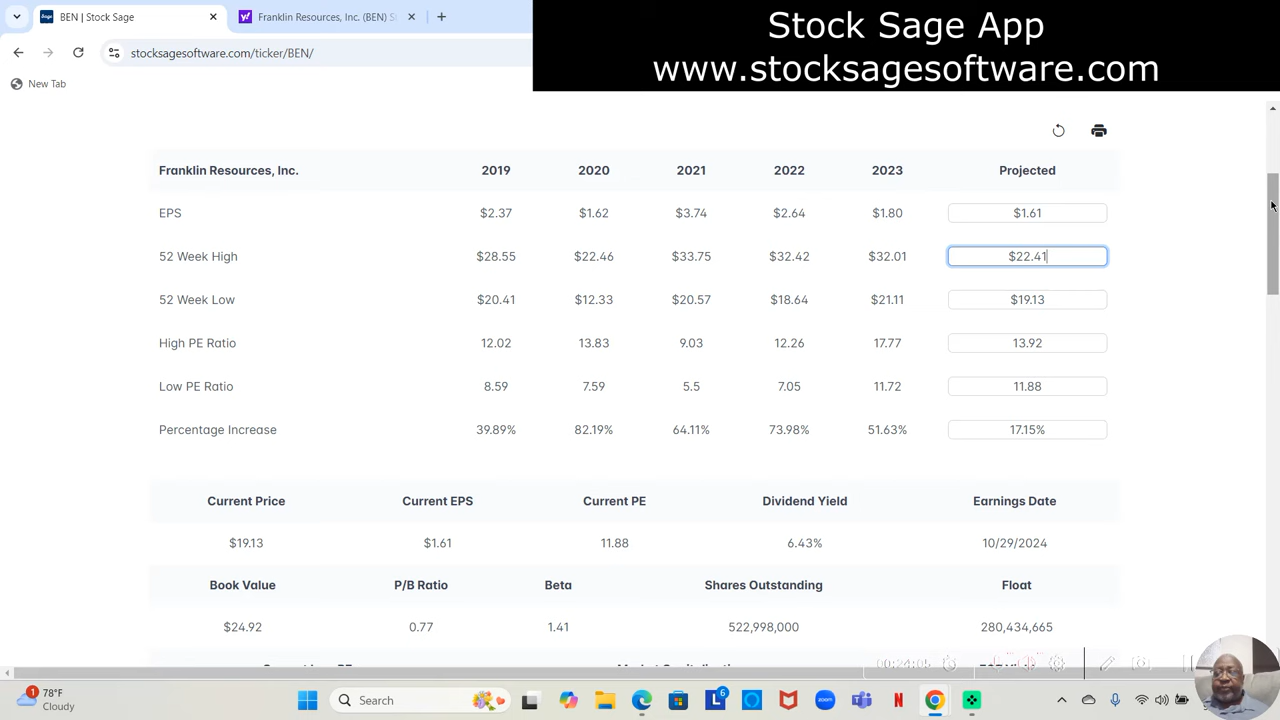 BEN | Stock Sage
Franklin Resources, Inc. (BEN) S
Stock Sage App
www.stocksagesoftware.com
stocksagesoftware.com/ticker/BEN/
New Tab
Franklin Resources, Inc. 2019 2020 2021 2022 2023 Projected
EPS $2.37 $1.62 $3.74 $2.64 $1.80 $1.61
52 Week High $28.55 $22.46 $33.75 $32.42 $32.01 $22.41
52 Week Low $20.41 $12.33 $20.57 $18.64 $21.11 $19.13
High PE Ratio 12.02 13.83 9.03 12.26 17.77 13.92
Low PE Ratio 8.59 7.59 5.5 7.05 11.72 11.88
Percentage Increase 39.89% 82.19% 64.11% 73.98% 51.63% 17.15%
Current Price Current EPS Current PE Dividend Yield Earnings Date
$19.13 $1.61 11.88 6.43% 10/29/2024
Book Value P/B Ratio Beta Shares Outstanding Float
$24.92 0.77 1.41 522,998,000 280,434,665
1 78°F
Cloudy
Search
6
zoom
N